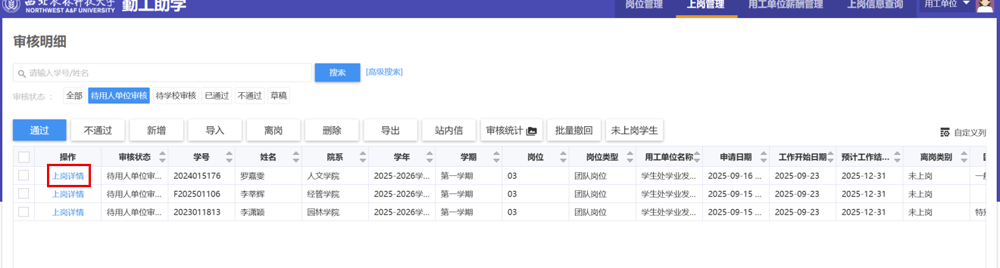 西北农林科技大学 勤工助学 岗位管理 上岗管理 用工单位薪酬管理 上岗信息查询 用工单位
NORTHWEST A&F UNIVERSITY
审核明细
请输入学号/姓名 搜索 [高级搜索]
审核状态 ： 全部 待用人单位审核 待学校审核 已通过 不通过 草稿
通过 不通过 新增 导入 离岗 删除 导出 站内信 审核统计 批量撤回 未上岗学生 自定义列
操作 审核状态 学号 姓名 院系 学年 学期 岗位 岗位类型 用工单位名称 申请日期 工作开始日期 预计工作结... 离岗类别
上岗详情 待用人单位审... 2024015176 罗嘉雯 人文学院 2025-2026学... 第一学期 03 团队岗位 学生处学业发... 2025-09-16 ... 2025-09-23 2025-12-31 未上岗 一般
上岗详情 待用人单位审... F202501106 李莘辉 经管学院 2025-2026学... 第一学期 03 团队岗位 学生处学业发... 2025-09-15 ... 2025-09-23 2025-12-31 未上岗
上岗详情 待用人单位审... 2023011813 李潇颖 园林学院 2025-2026学... 第一学期 03 团队岗位 学生处学业发... 2025-09-15 ... 2025-09-23 2025-12-31 未上岗 特别